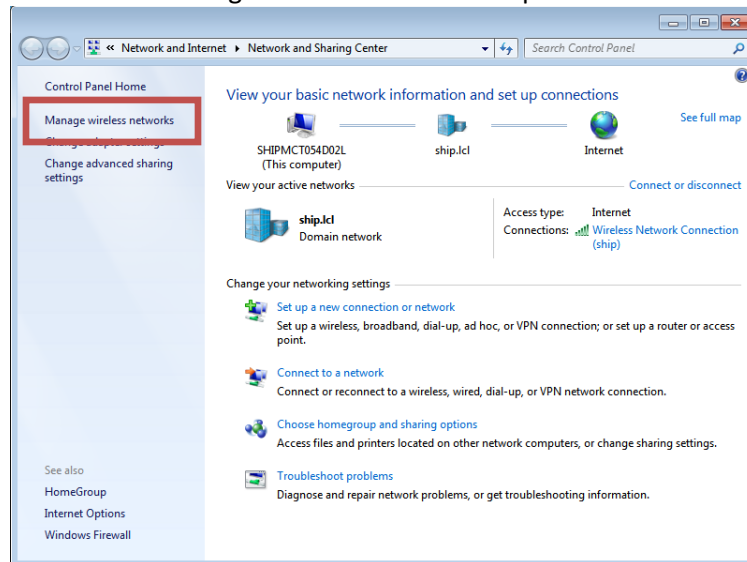 « Network and Internet ▸ Network and Sharing Center
Search Control Panel
Control Panel Home
Manage wireless networks
Change adapter settings
Change advanced sharing
settings
View your basic network information and set up connections
See full map
SHIPMCT054D02L
(This computer)
ship.lcl
Internet
View your active networks
Connect or disconnect
ship.lcl
Domain network
Access type: Internet
Connections: Wireless Network Connection
(ship)
Change your networking settings
Set up a new connection or network
Set up a wireless, broadband, dial-up, ad hoc, or VPN connection; or set up a router or access
point.
Connect to a network
Connect or reconnect to a wireless, wired, dial-up, or VPN network connection.
Choose homegroup and sharing options
Access files and printers located on other network computers, or change sharing settings.
Troubleshoot problems
Diagnose and repair network problems, or get troubleshooting information.
See also
HomeGroup
Internet Options
Windows Firewall